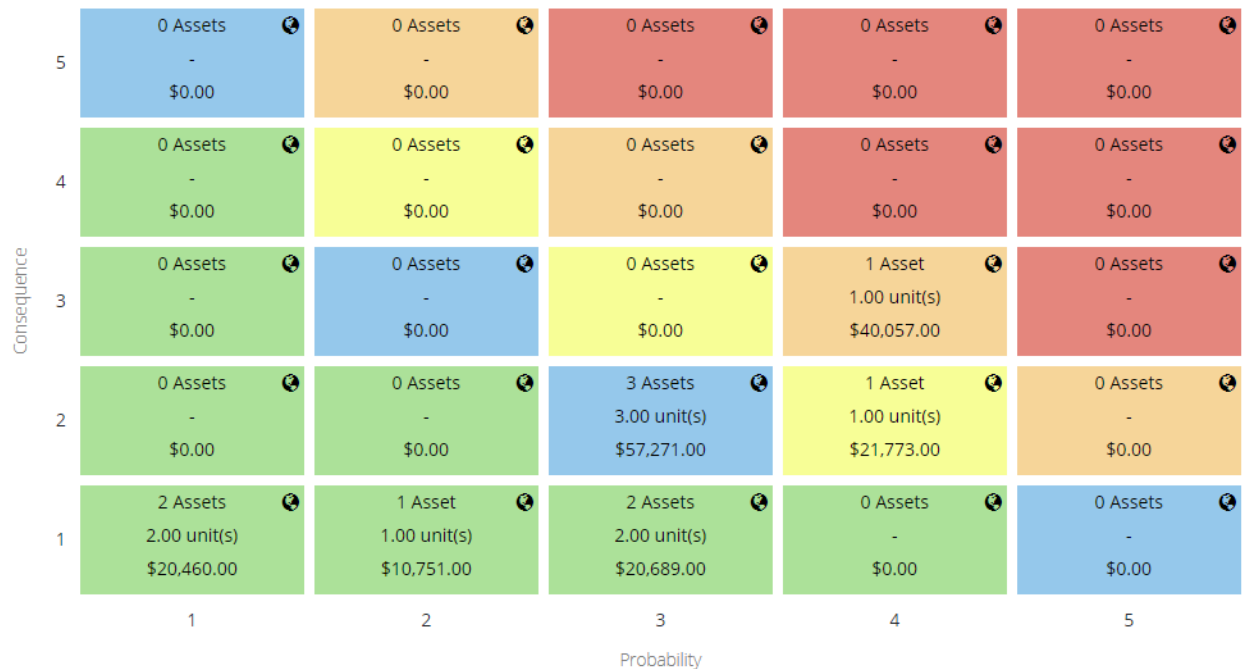 0 Assets 0 Assets 0 Assets 0 Assets 0 Assets
5 - - - - -
$0.00 $0.00 $0.00 $0.00 $0.00
0 Assets 0 Assets 0 Assets 0 Assets 0 Assets
4 - - - - -
$0.00 $0.00 $0.00 $0.00 $0.00
Consequence
0 Assets 0 Assets 0 Assets 1 Asset 0 Assets
3 - - - 1.00 unit(s) -
$0.00 $0.00 $0.00 $40,057.00 $0.00
0 Assets 0 Assets 3 Assets 1 Asset 0 Assets
2 - - 3.00 unit(s) 1.00 unit(s) -
$0.00 $0.00 $57,271.00 $21,773.00 $0.00
2 Assets 1 Asset 2 Assets 0 Assets 0 Assets
1 2.00 unit(s) 1.00 unit(s) 2.00 unit(s) - -
$20,460.00 $10,751.00 $20,689.00 $0.00 $0.00
1 2 3 4 5
Probability